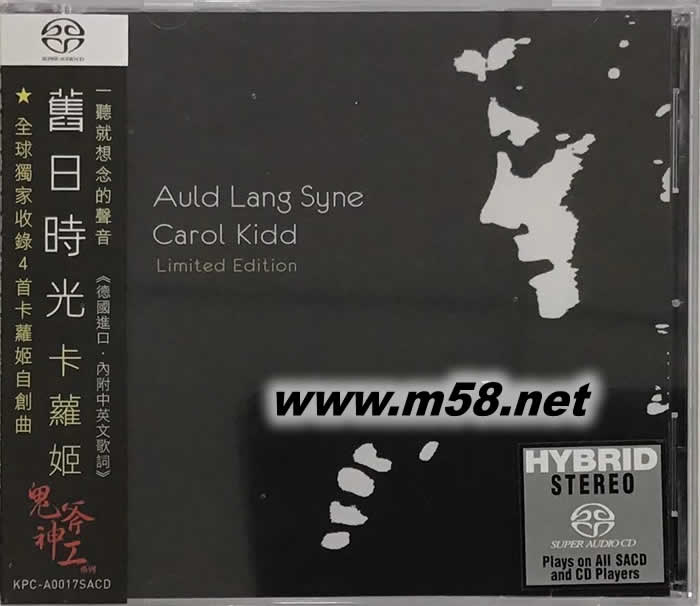 SUPER AUDIO CD
一聽就想念的聲音
《德國進口・內附中英文歌詞》
舊日時光 卡蘿姬
★ 全球獨家收錄4首卡蘿姬自創曲
鬼斧神工系列
KPC-A0017SACD
Auld Lang Syne
Carol Kidd
Limited Edition
www.m58.net
HYBRID
STEREO
SUPER AUDIO CD
Plays on All SACD
and CD Players